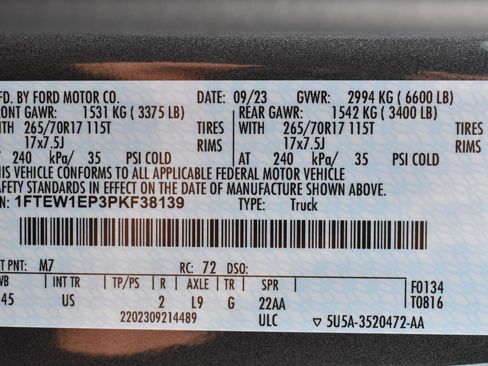 FD. BY FORD MOTOR CO. DATE: 09/23 GVWR: 2994 KG ( 6600 LB)
RONT GAWR: 1531 KG ( 3375 LB) REAR GAWR: 1542 KG ( 3400 LB)
WITH 265/70R17 115T TIRES WITH 265/70R17 115T TIRES
17x7.5J RIMS 17x7.5J RIMS
AT 240 kPa/ 35 PSI COLD AT 240 kPa/ 35 PSI COLD
HIS VEHICLE CONFORMS TO ALL APPLICABLE FEDERAL MOTOR VEHICLE
SAFETY STANDARDS IN EFFECT ON THE DATE OF MANUFACTURE SHOWN ABOVE.
IN: 1FTEW1EP3PKF38139 TYPE: Truck
T PNT: M7 RC: 72 DSO:
WB INT TR TP/PS R AXLE TR SPR F0134
145 US 2 L9 G 22AA T0816
2202309214489 ULC ▽ 5U5A-3520472-AA